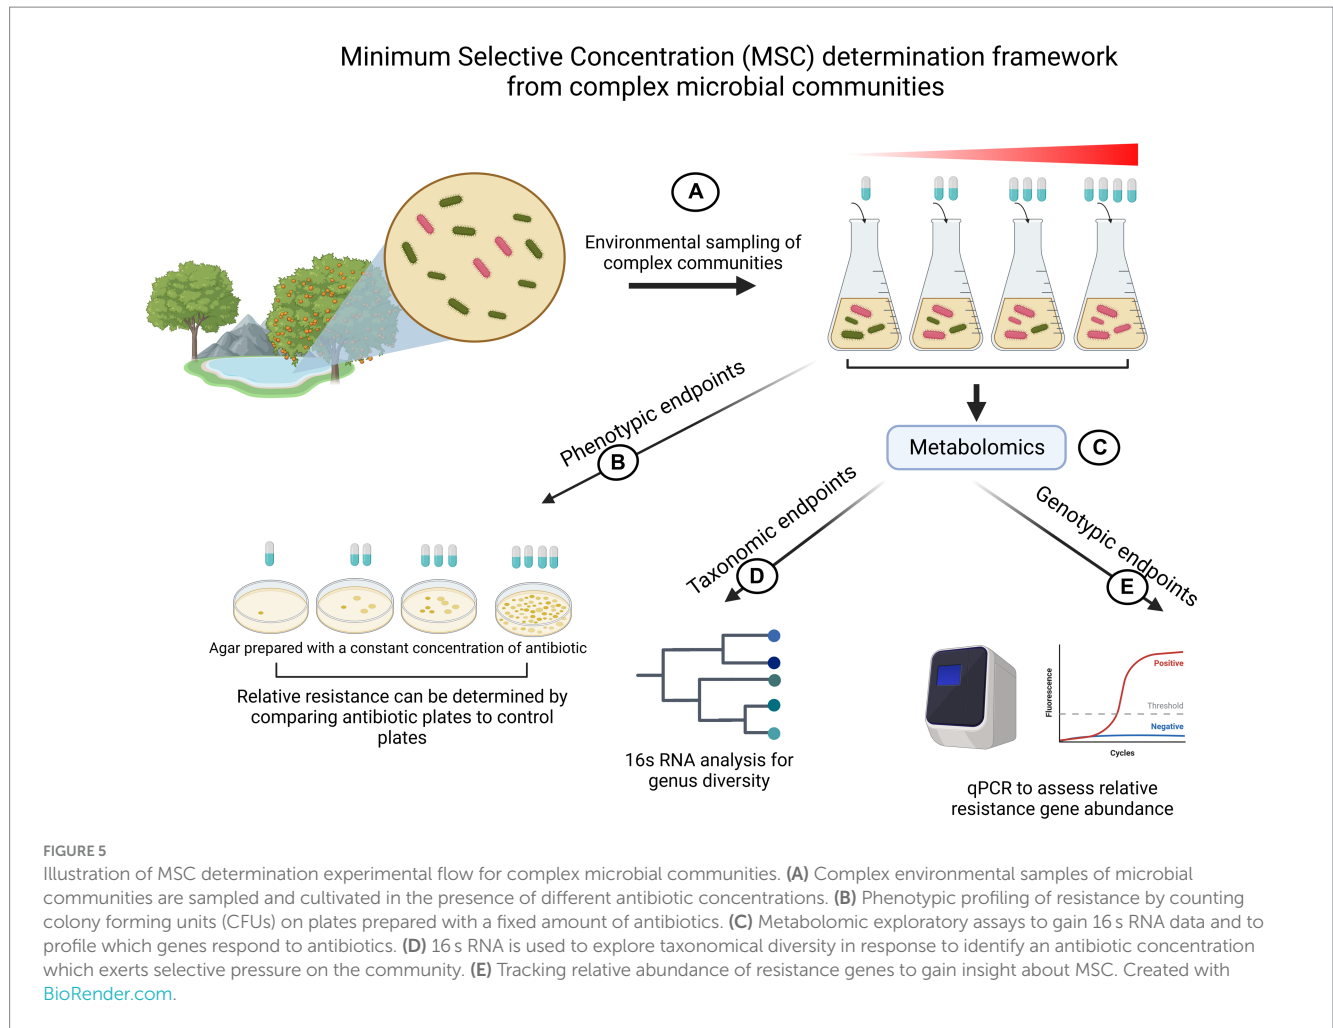 Minimum Selective Concentration (MSC) determination framework
from complex microbial communities
A
Environmental sampling of
complex communities
Phenotypic endpoints
B
Metabolomics
C
Taxonomic endpoints
D
Genotypic endpoints
E
Agar prepared with a constant concentration of antibiotic
Relative resistance can be determined by
comparing antibiotic plates to control
plates
16s RNA analysis for
genus diversity
Fluorescence
Positive
Threshold
Negative
Cycles
qPCR to assess relative
resistance gene abundance
FIGURE 5
Illustration of MSC determination experimental flow for complex microbial communities. (A) Complex environmental samples of microbial
communities are sampled and cultivated in the presence of different antibiotic concentrations. (B) Phenotypic profiling of resistance by counting
colony forming units (CFUs) on plates prepared with a fixed amount of antibiotics. (C) Metabolomic exploratory assays to gain 16 s RNA data and to
profile which genes respond to antibiotics. (D) 16 s RNA is used to explore taxonomical diversity in response to identify an antibiotic concentration
which exerts selective pressure on the community. (E) Tracking relative abundance of resistance genes to gain insight about MSC. Created with
BioRender.com.